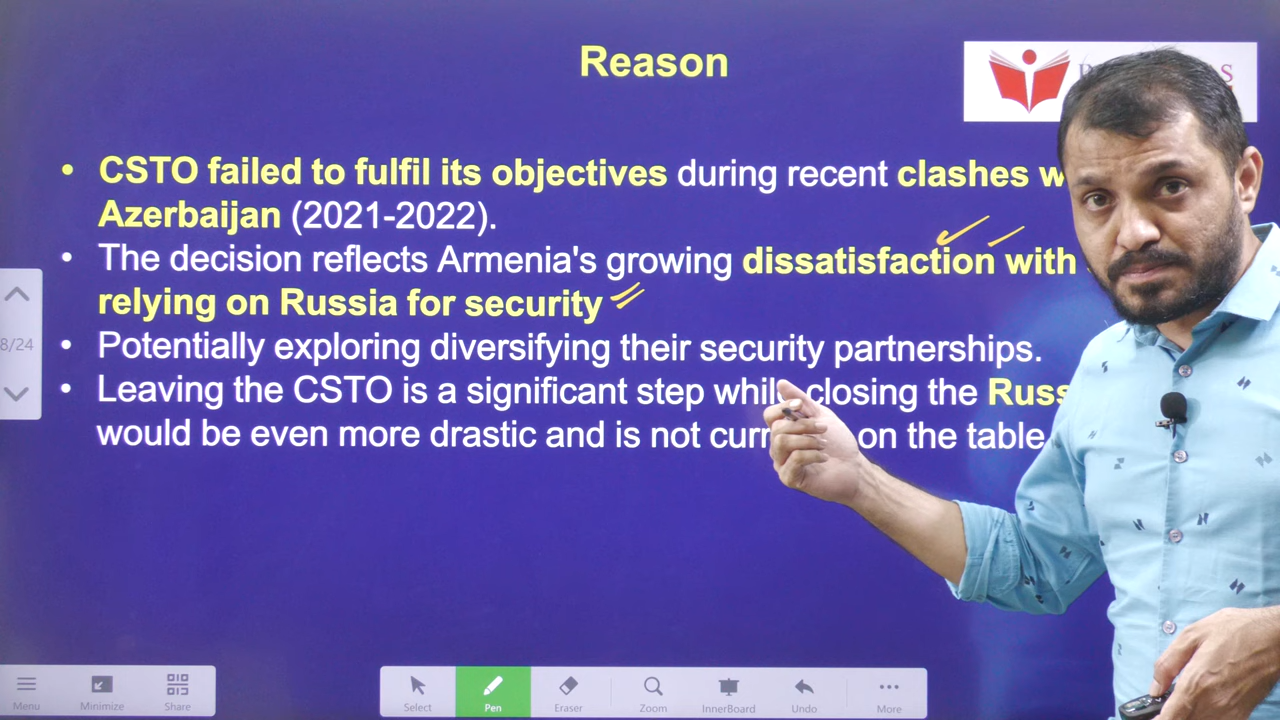 Reason
• CSTO failed to fulfil its objectives during recent clashes
Azerbaijan (2021-2022).
• The decision reflects Armenia's growing dissatisfaction with
relying on Russia for security
• Potentially exploring diversifying their security partnerships.
• Leaving the CSTO is a significant step while closing the
would be even more drastic and is not on the table
8/24
Menu
Minimize
Share
Select
Pen
Eraser
Zoom
InnerBoard
Undo
More